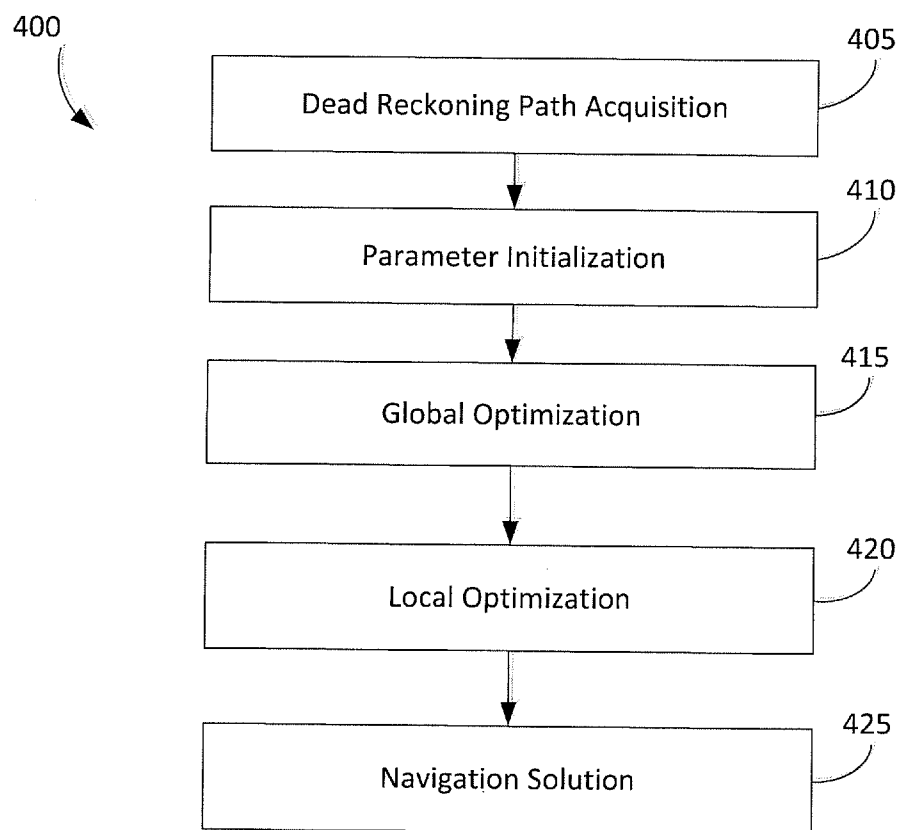 400
405
Dead Reckoning Path Acquisition
410
Parameter Initialization
415
Global Optimization
420
Local Optimization
425
Navigation Solution